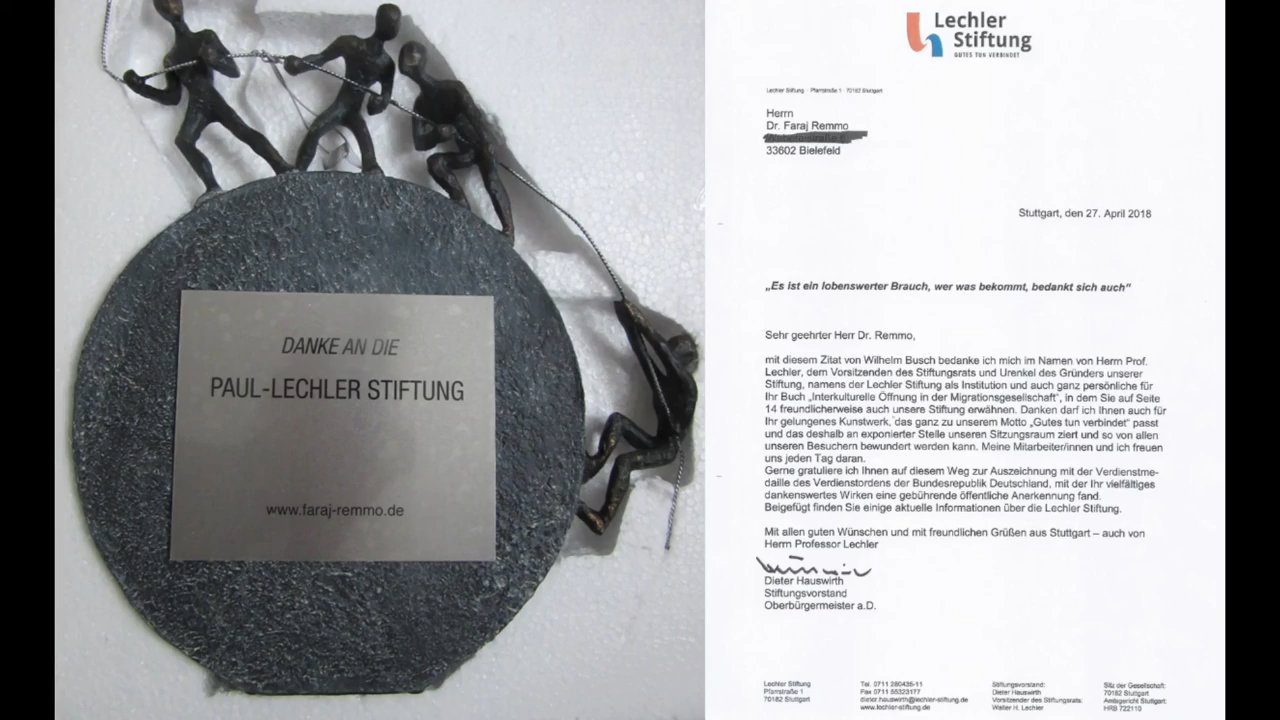 DANKE AN DIE
PAUL-LECHLER STIFTUNG
www.faraj-remmo.de
Lechler
Stiftung
GUTES TUN VERBINDET
Lechler Stiftung · Pfarrstraße 1 · 70182 Stuttgart
Herrn
Dr. Faraj Remmo
33602 Bielefeld
Stuttgart, den 27. April 2018
„Es ist ein lobenswerter Brauch, wer was bekommt, bedankt sich auch“
Sehr geehrter Herr Dr. Remmo,
mit diesem Zitat von Wilhelm Busch bedanke ich mich im Namen von Herrn Prof.
Lechler, dem Vorsitzenden des Stiftungsrats und Urenkel des Gründers unserer
Stiftung, namens der Lechler Stiftung als Institution und auch ganz persönliche für
Ihr Buch „Interkulturelle Öffnung in der Migrationsgesellschaft“, in dem Sie auf Seite
14 freundlicherweise auch unsere Stiftung erwähnen. Danken darf ich Ihnen auch für
Ihr gelungenes Kunstwerk, das ganz zu unserem Motto „Gutes tun verbindet“ passt
und das deshalb an exponierter Stelle unseren Sitzungsraum ziert und so von allen
unseren Besuchern bewundert werden kann. Meine Mitarbeiter/innen und ich freuen
uns jeden Tag daran.
Gerne gratuliere ich Ihnen auf diesem Weg zur Auszeichnung mit der Verdienstme-
daille des Verdienstordens der Bundesrepublik Deutschland, mit der Ihr vielfältiges
dankenswertes Wirken eine gebührende öffentliche Anerkennung fand.
Beigefügt finden Sie einige aktuelle Informationen über die Lechler Stiftung.
Mit allen guten Wünschen und mit freundlichen Grüßen aus Stuttgart – auch von
Herrn Professor Lechler
Dieter Hauswirth
Stiftungsvorstand
Oberbürgermeister a.D.
Lechler Stiftung
Pfarrstraße 1
70182 Stuttgart
Tel. 0711 280435-11
Fax 0711 55323177
dieter.hauswirth@lechler-stiftung.de
www.lechler-stiftung.de
Stiftungsvorstand:
Dieter Hauswirth
Vorsitzender des Stiftungsrats:
Walter H. Lechler
Sitz der Gesellschaft:
70182 Stuttgart
Amtsgericht Stuttgart:
HRB 722110